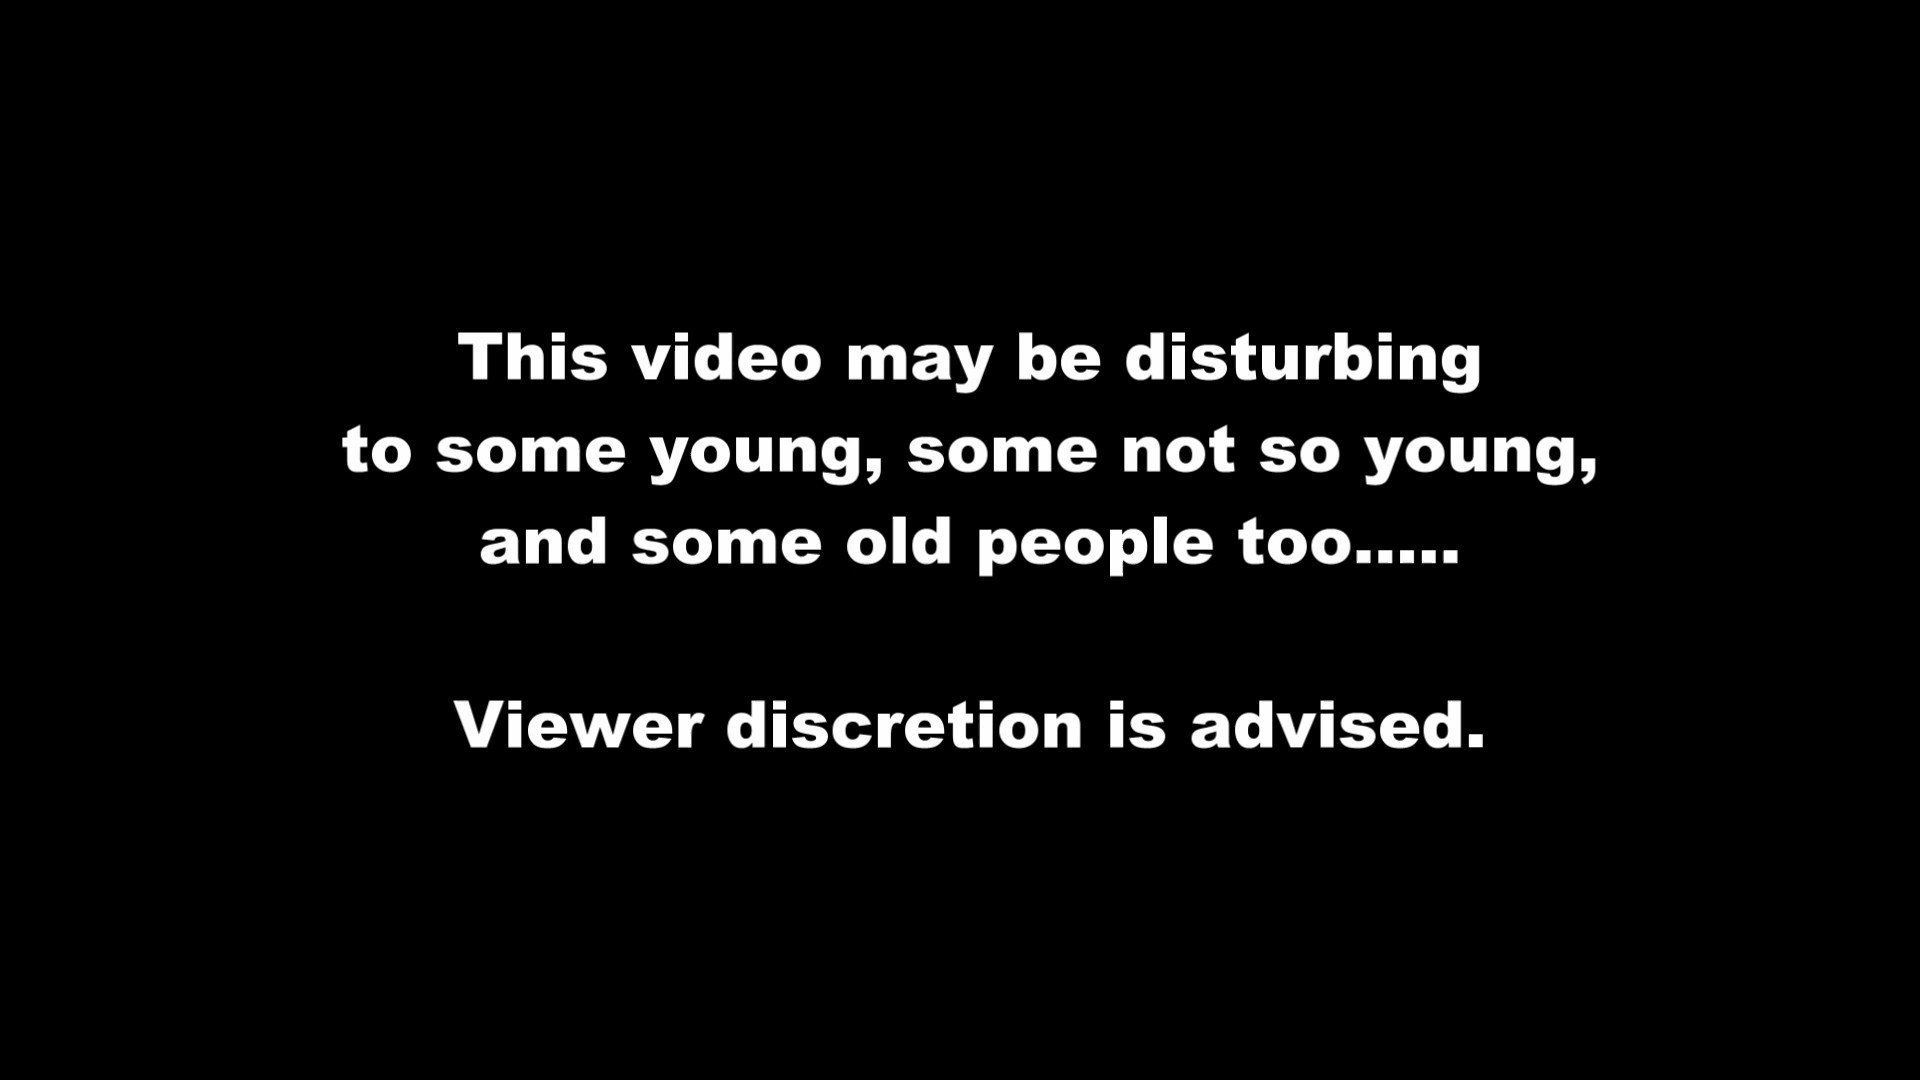 This video may be disturbing
to some young, some not so young,
and some old people too.....
Viewer discretion is advised.